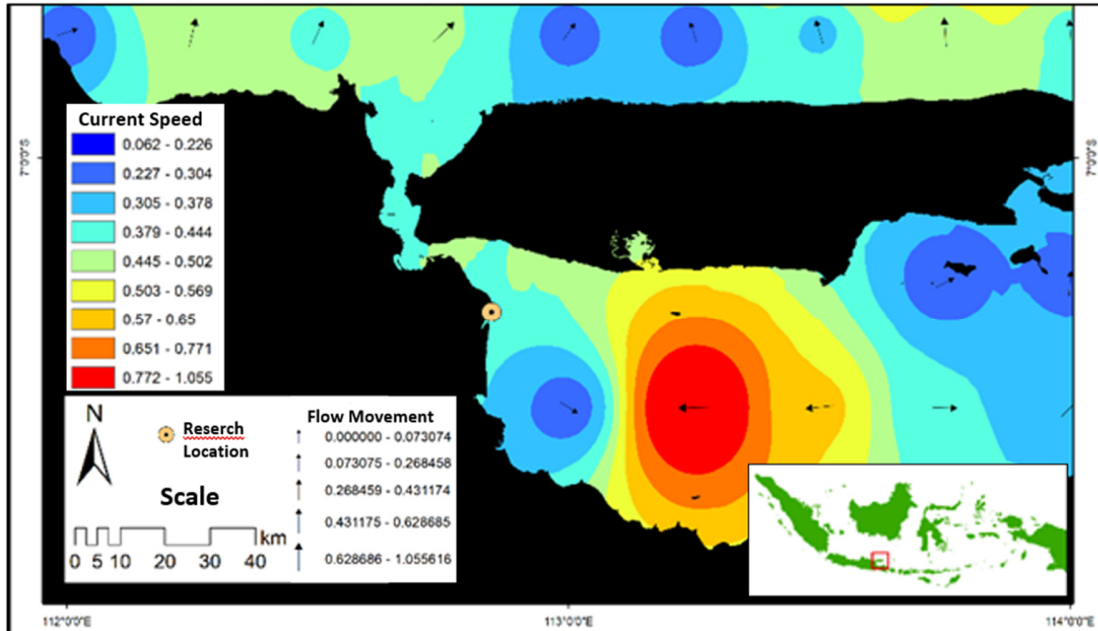 Current Speed
0.062 - 0.226
0.227 - 0.304
0.305 - 0.378
0.379 - 0.444
0.445 - 0.502
0.503 - 0.569
0.57 - 0.65
0.651 - 0.771
0.772 - 1.055
7°0'0"S
7°0'0"S
N
Reserch
Location
Scale
km
0 5 10 20 30 40
Flow Movement
0.000000 - 0.073074
0.073075 - 0.268458
0.268459 - 0.431174
0.431175 - 0.628685
0.628686 - 1.055616
112°0'0"E
113°0'0"E
114°0'0"E